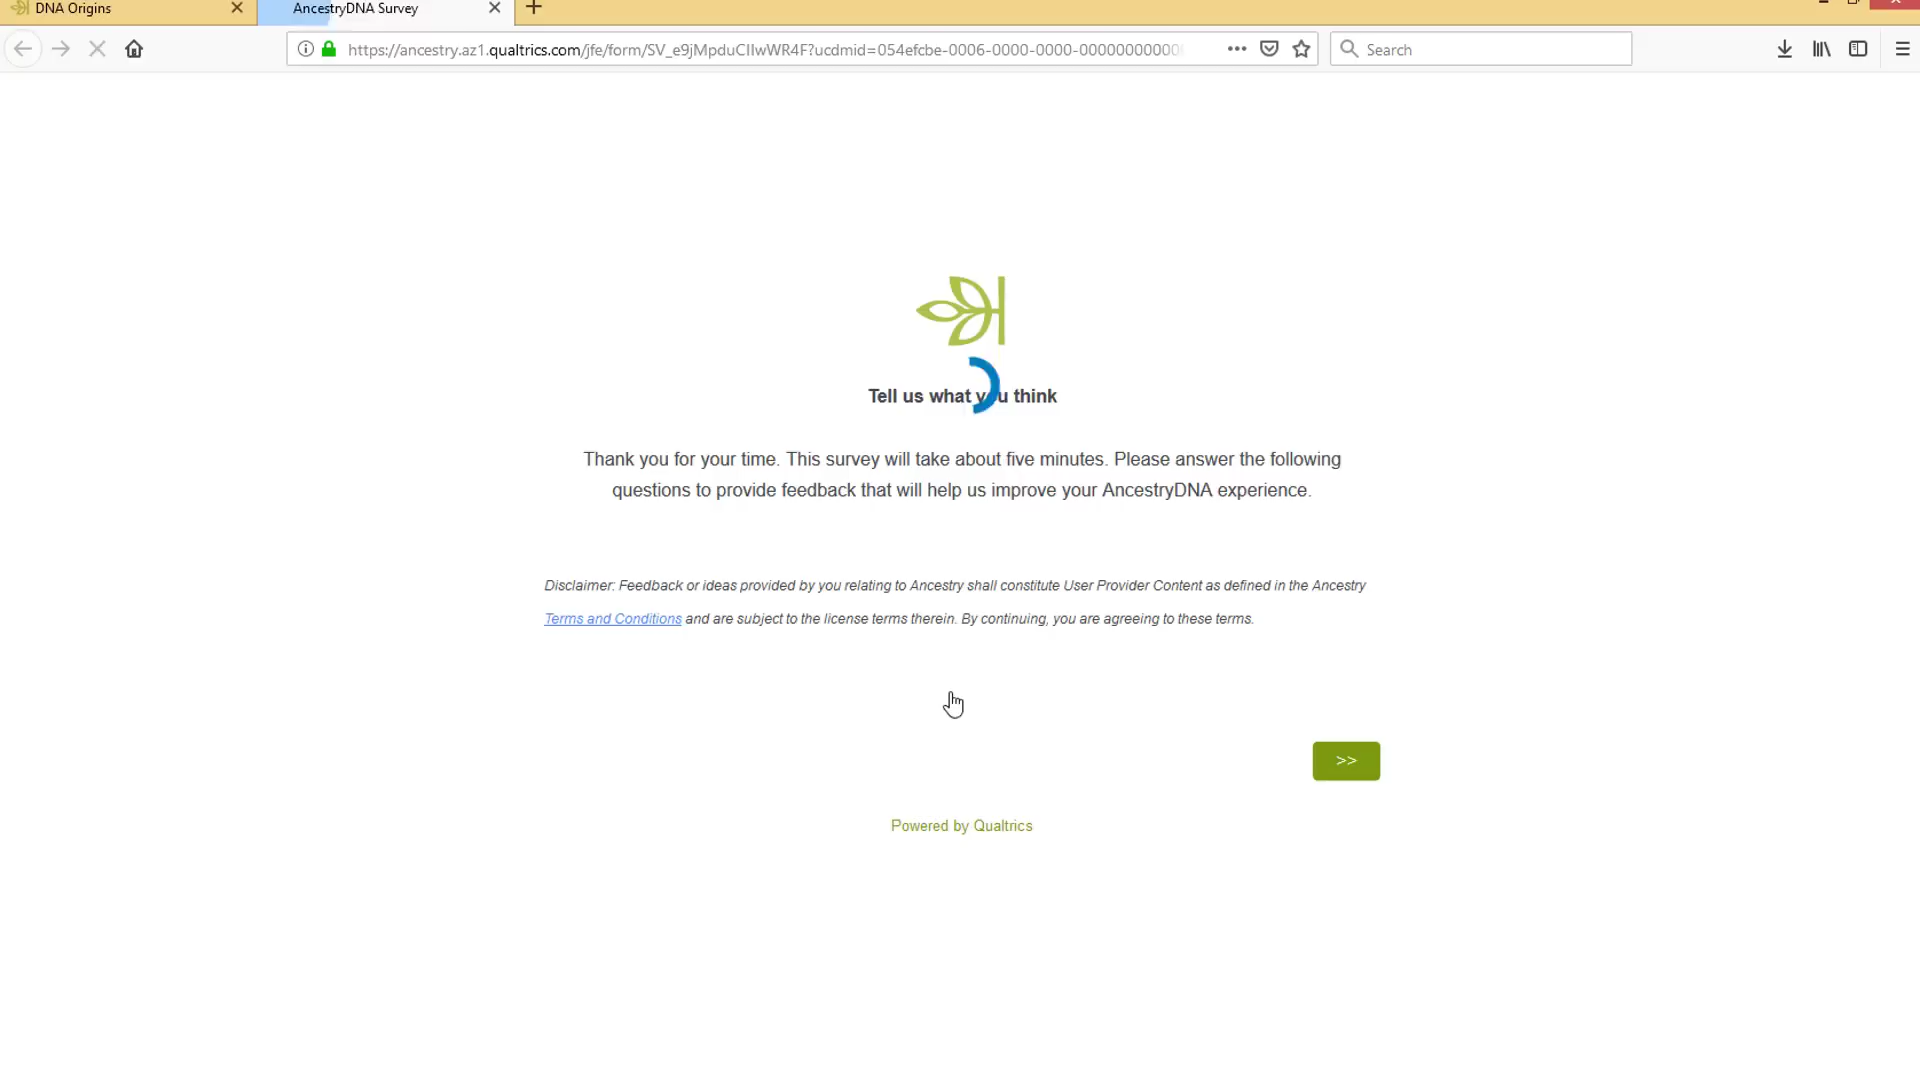 DNA Origins
AncestryDNA Survey
https://ancestry.az1.qualtrics.com/jfe/form/SV_e9jMpduCIIwWR4F?ucdmid=054efcbe-0006-0000-0000-000000000000
Search
Tell us what you think
Thank you for your time. This survey will take about five minutes. Please answer the following
questions to provide feedback that will help us improve your AncestryDNA experience.
Disclaimer: Feedback or ideas provided by you relating to Ancestry shall constitute User Provider Content as defined in the Ancestry
Terms and Conditions and are subject to the license terms therein. By continuing, you are agreeing to these terms.
>>
Powered by Qualtrics